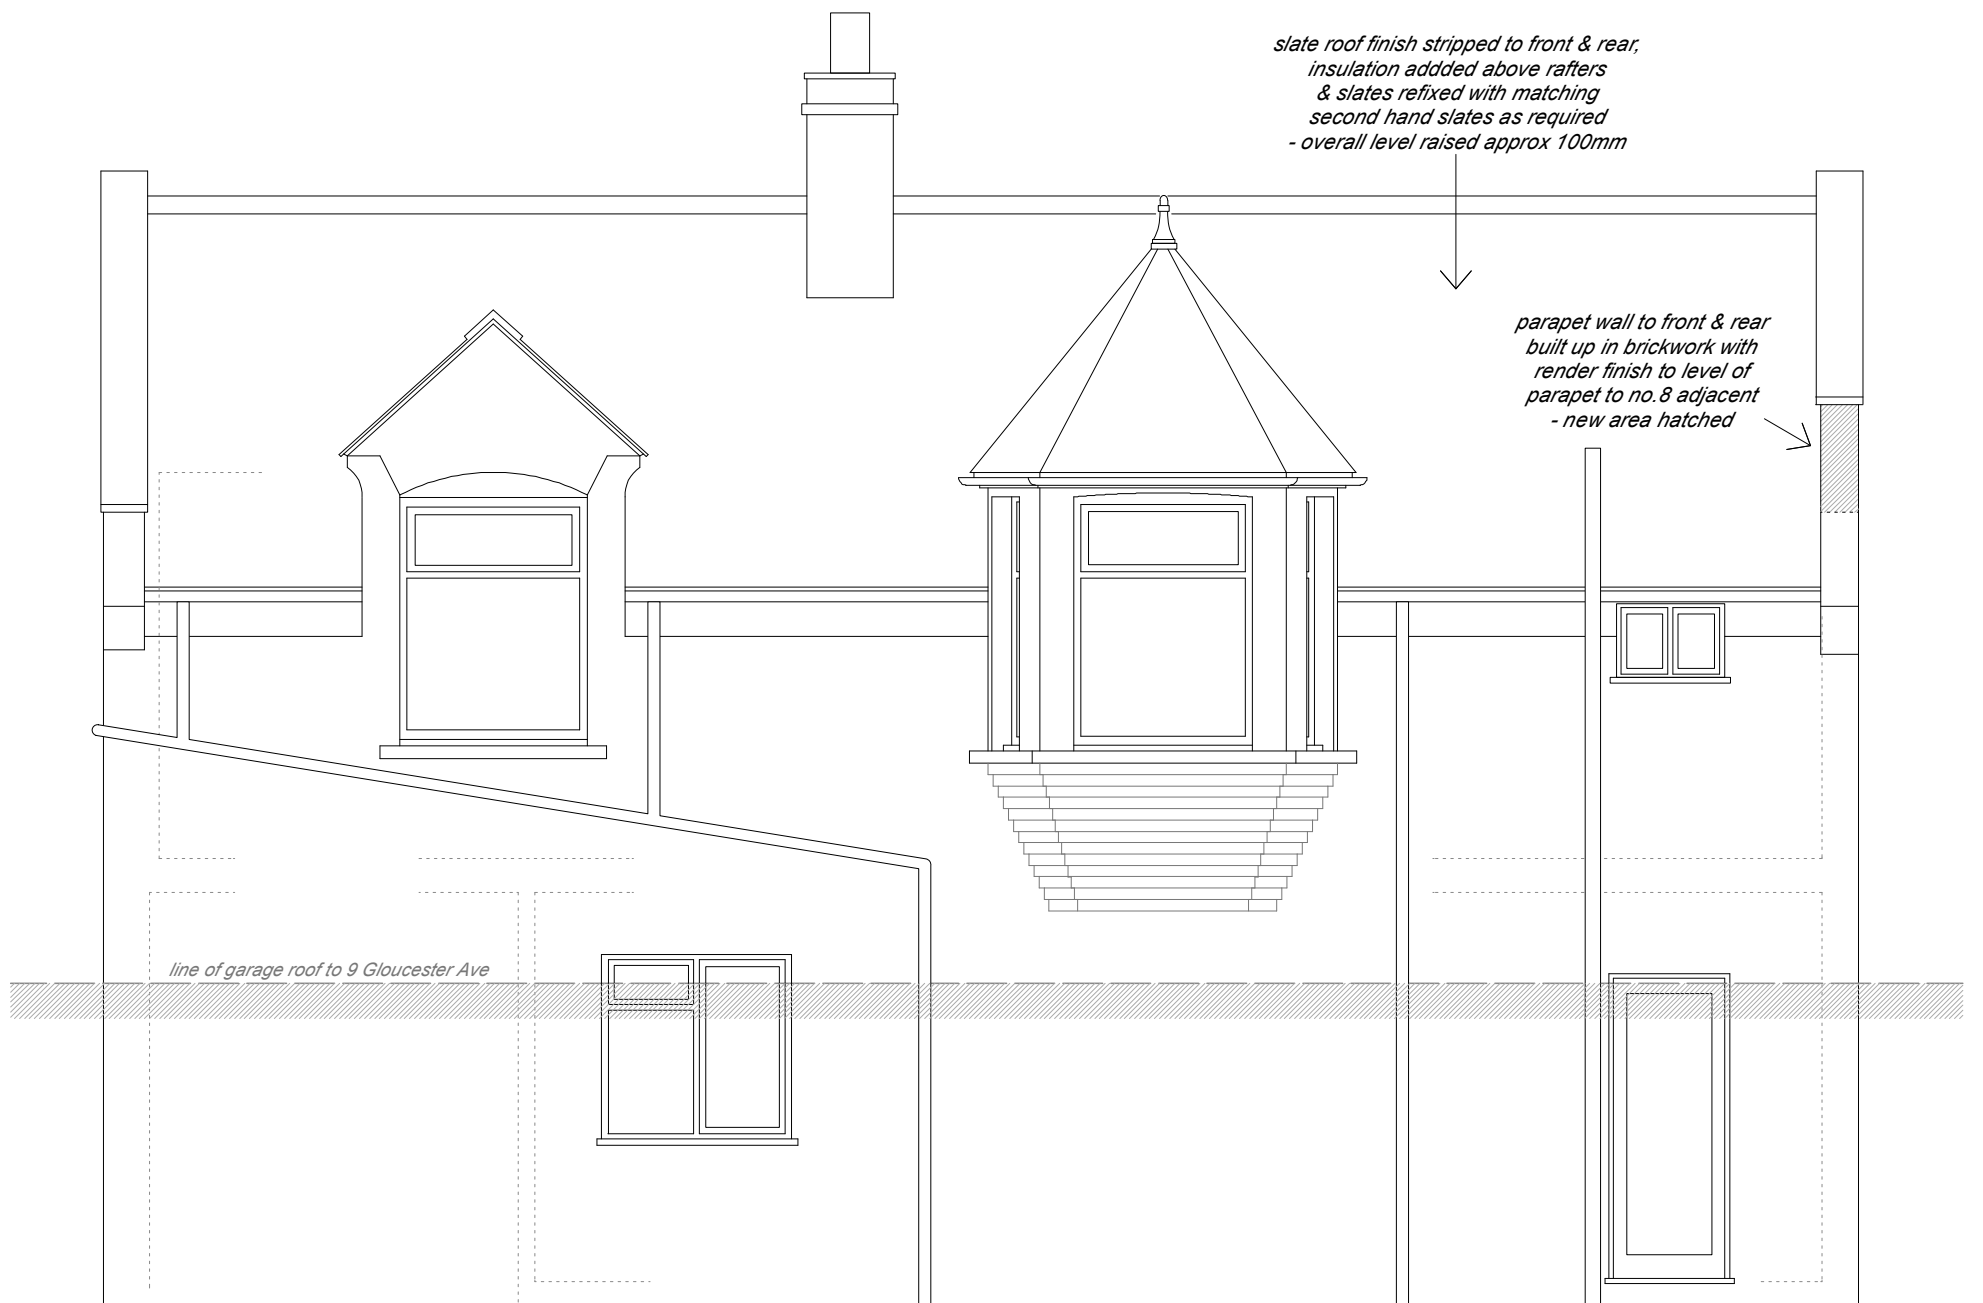 slate roof finish stripped to front & rear,
insulation addded above rafters
& slates refixed with matching
second hand slates as required
- overall level raised approx 100mm
parapet wall to front & rear
built up in brickwork with
render finish to level of
parapet to no.8 adjacent
- new area hatched
line of garage roof to 9 Gloucester Ave